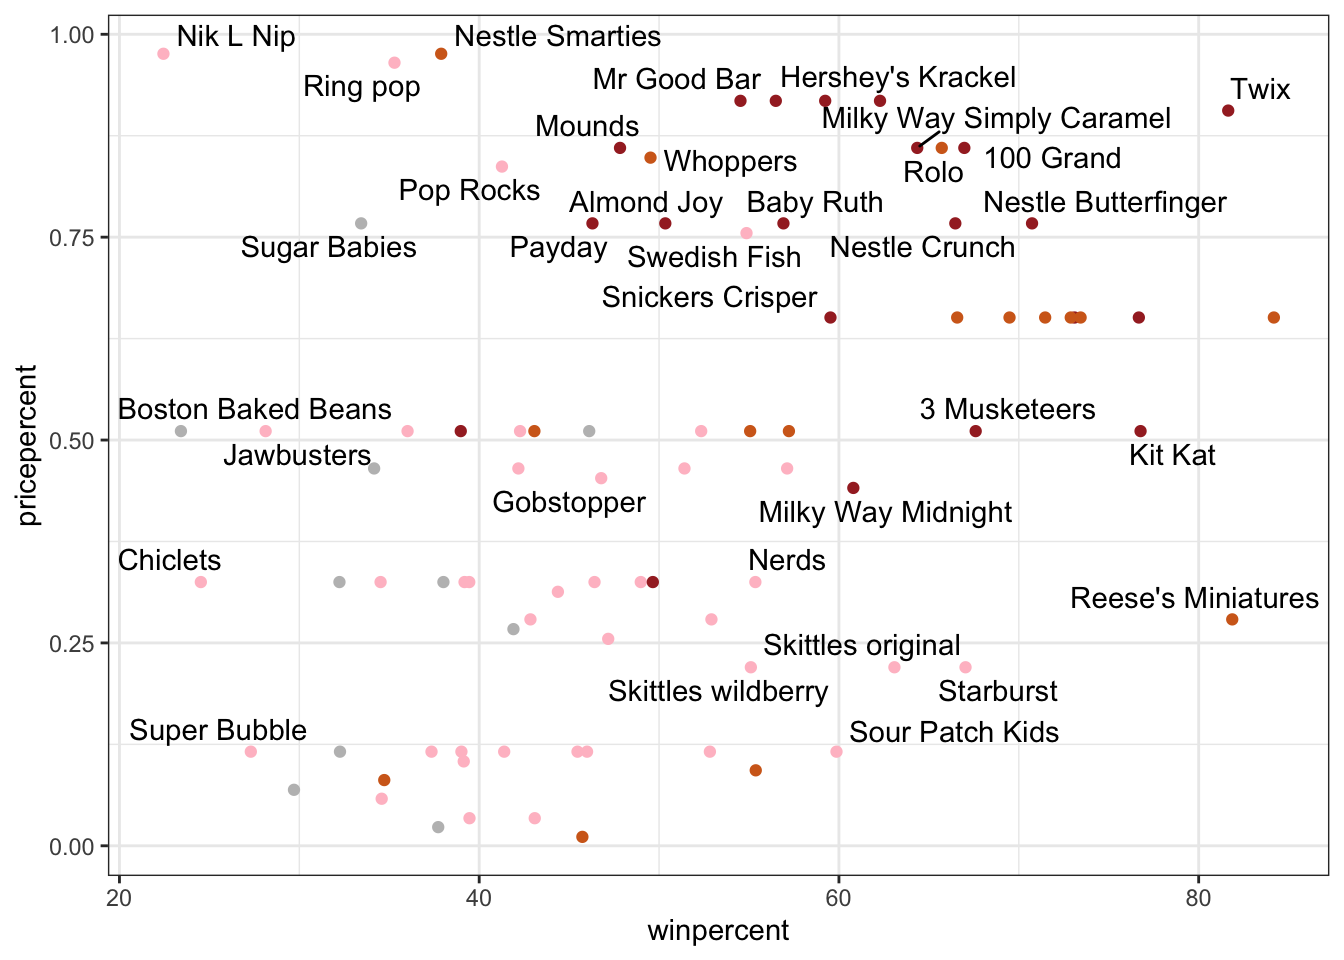 1.00
Nik L Nip
Nestle Smarties
Ring pop
Mr Good Bar
Hershey's Krackel
Twix
Milky Way Simply Caramel
Mounds
Whoppers
Rolo
100 Grand
Pop Rocks
Almond Joy
Baby Ruth
Nestle Butterfinger
0.75
Sugar Babies
Payday
Swedish Fish
Nestle Crunch
Snickers Crisper
pricepercent
Boston Baked Beans
3 Musketeers
0.50
Jawbusters
Kit Kat
Gobstopper
Milky Way Midnight
Chiclets
Nerds
Reese's Miniatures
0.25
Skittles original
Skittles wildberry
Starburst
Super Bubble
Sour Patch Kids
0.00
20
40
60
80
winpercent